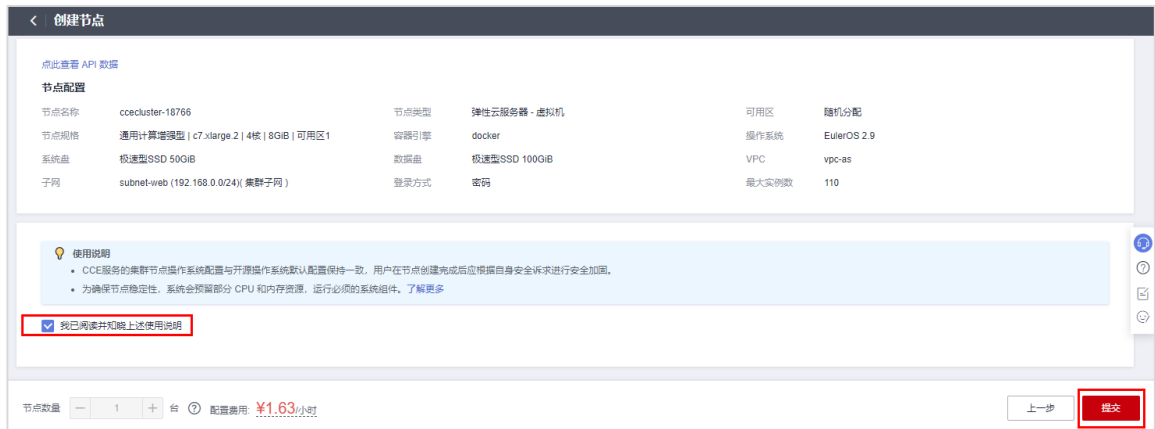 创建节点
点此查看 API 数据
节点配置
节点名称 ccecluster-18766 节点类型 弹性云服务器 - 虚拟机 可用区 随机分配
节点规格 通用计算增强型 | c7.xlarge.2 | 4核 | 8GiB | 可用区1 容器引擎 docker 操作系统 EulerOS 2.9
系统盘 极速型SSD 50GiB 数据盘 极速型SSD 100GiB VPC vpc-as
子网 subnet-web (192.168.0.0/24)( 集群子网 ) 登录方式 密码 最大实例数 110
使用说明
• CCE服务的集群节点操作系统配置与开源操作系统默认配置保持一致，用户在节点创建完成后应根据自身安全诉求进行安全加固。
• 为确保节点稳定性，系统会预留部分 CPU 和内存资源，运行必须的系统组件。了解更多
我已阅读并知晓上述使用说明
节点数量 1 台 配置费用: ¥1.63/小时 上一步 提交